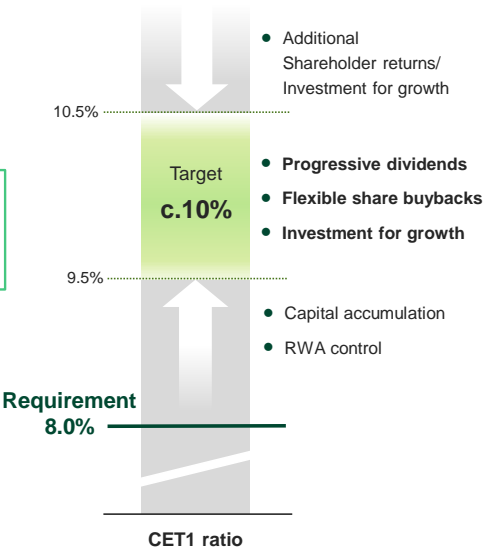 • Additional
Shareholder returns/
Investment for growth
10.5%
Target
c.10%
• Progressive dividends
• Flexible share buybacks
• Investment for growth
9.5%
• Capital accumulation
• RWA control
Requirement
8.0%
CET1 ratio